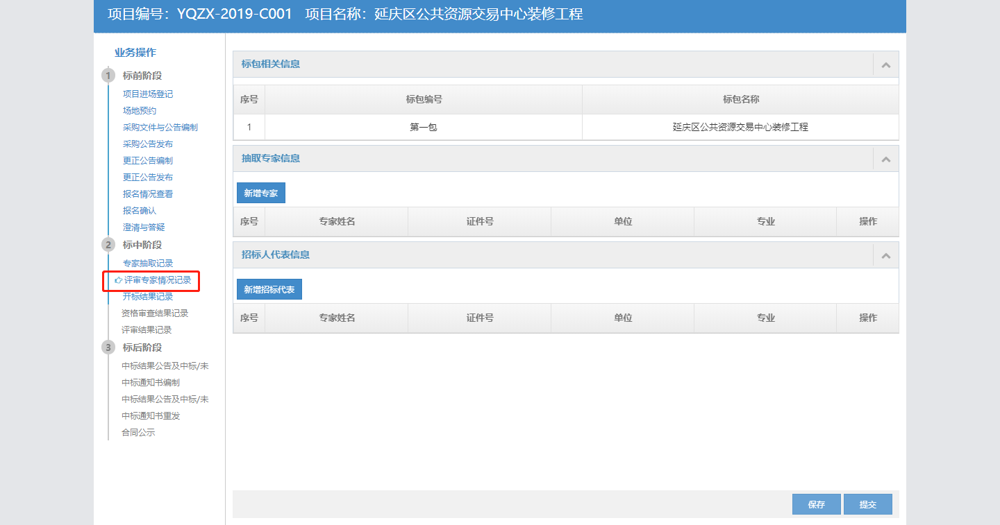 项目编号：YQZX-2019-C001 项目名称：延庆区公共资源交易中心装修工程
业务操作
1 标前阶段
项目进场登记
场地预约
采购文件与公告编制
采购公告发布
更正公告编制
更正公告发布
报名情况查看
报名确认
澄清与答疑
2 标中阶段
专家抽取记录
评审专家情况记录
开标结果记录
资格审查结果记录
评审结果记录
3 标后阶段
中标结果公告及中标/未
中标通知书编制
中标结果公告及中标/未
中标通知书重发
合同公示
标包相关信息
序号 标包编号 标包名称
1 第一包 延庆区公共资源交易中心装修工程
抽取专家信息
新增专家
序号 专家姓名 证件号 单位 专业 操作
招标人代表信息
新增招标代表
序号 专家姓名 证件号 单位 专业 操作
保存 提交